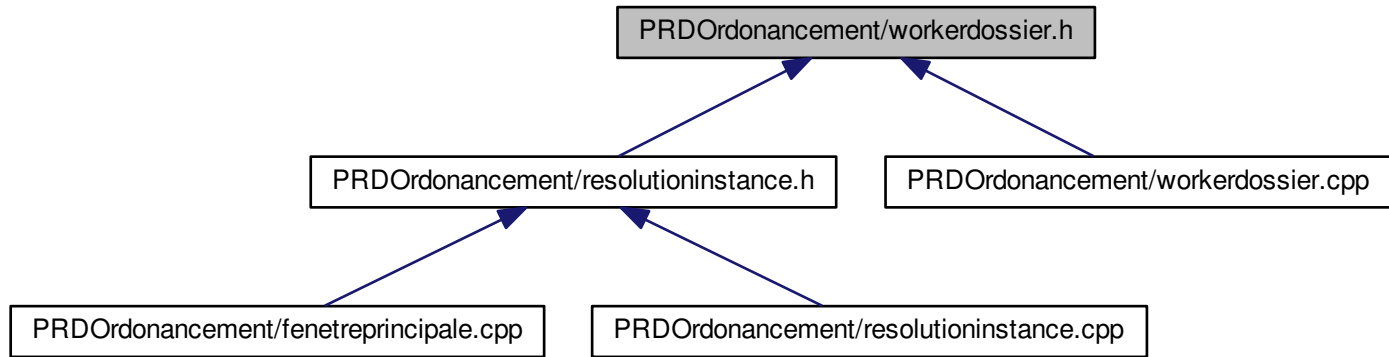 PRDOrdonancement/workerdossier.h
PRDOrdonancement/resolutioninstance.h
PRDOrdonancement/workerdossier.cpp
PRDOrdonancement/fenetreprincipale.cpp
PRDOrdonancement/resolutioninstance.cpp